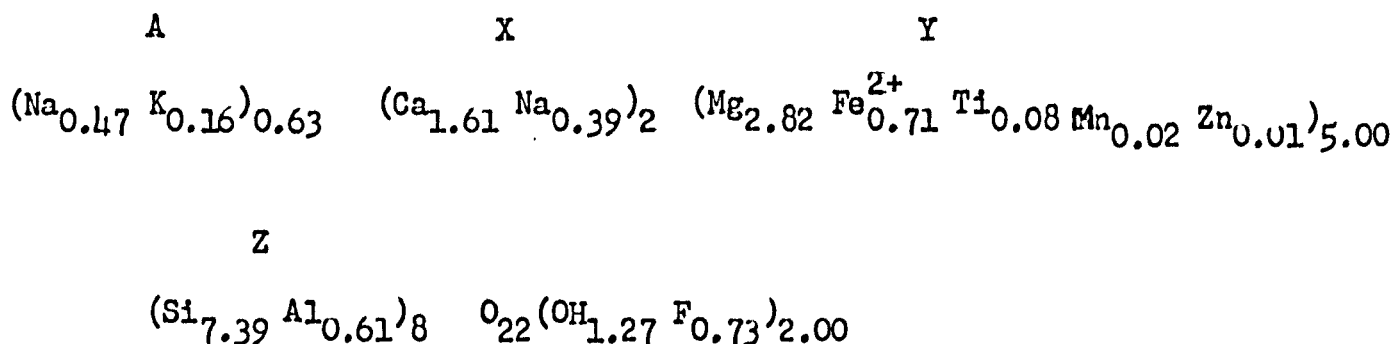 A X Y
(Na0.47 K0.16)0.63 (Ca1.61 Na0.39)2 (Mg2.82 Fe2+0.71 Ti0.08 Mn0.02 Zn0.01)5.00
Z
(Si7.39 Al0.61)8 O22(OH1.27 F0.73)2.00